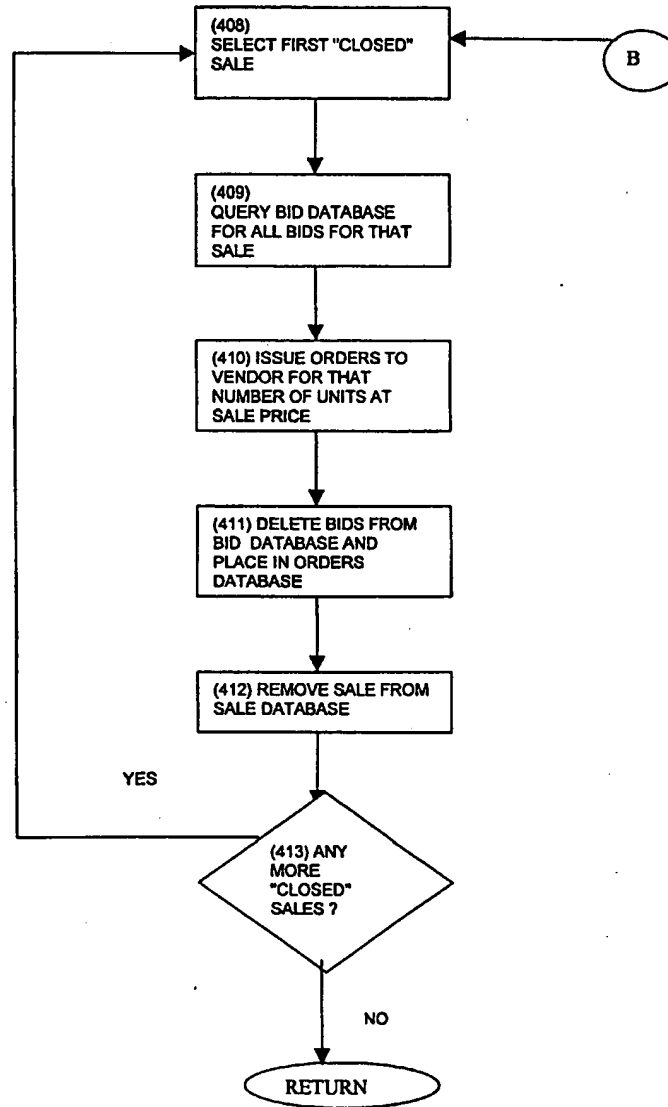 (408)
SELECT FIRST "CLOSED"
SALE
B
(409)
QUERY BID DATABASE
FOR ALL BIDS FOR THAT
SALE
(410) ISSUE ORDERS TO
VENDOR FOR THAT
NUMBER OF UNITS AT
SALE PRICE
(411) DELETE BIDS FROM
BID DATABASE AND
PLACE IN ORDERS
DATABASE
(412) REMOVE SALE FROM
SALE DATABASE
YES
(413) ANY
MORE
"CLOSED"
SALES ?
NO
RETURN